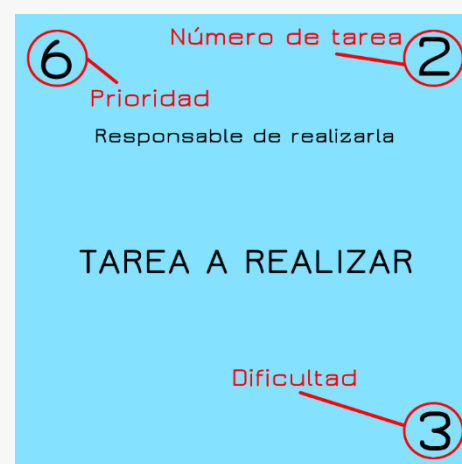 Número de tarea
6
2
Prioridad
Responsable de realizarla
TAREA A REALIZAR
Dificultad
3